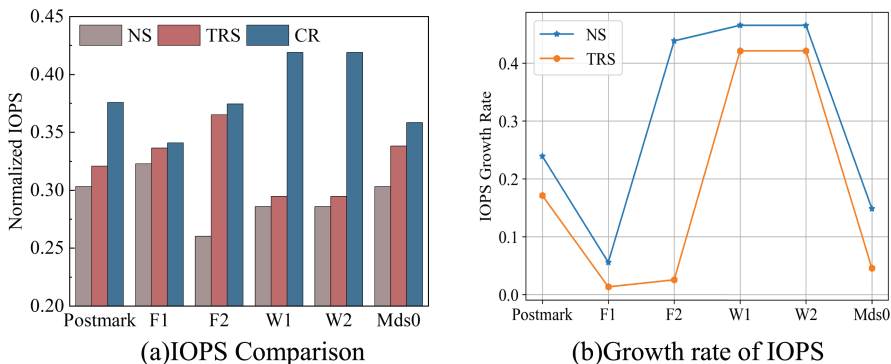 0.45
0.40
0.35
0.30
0.25
0.20
Normalized IOPS
NS TRS CR
Postmark F1 F2 W1 W2 Mds0
(a)IOPS Comparison
0.4
0.3
0.2
0.1
0.0
IOPS Growth Rate
NS
TRS
Postmark F1 F2 W1 W2 Mds0
(b)Growth rate of IOPS